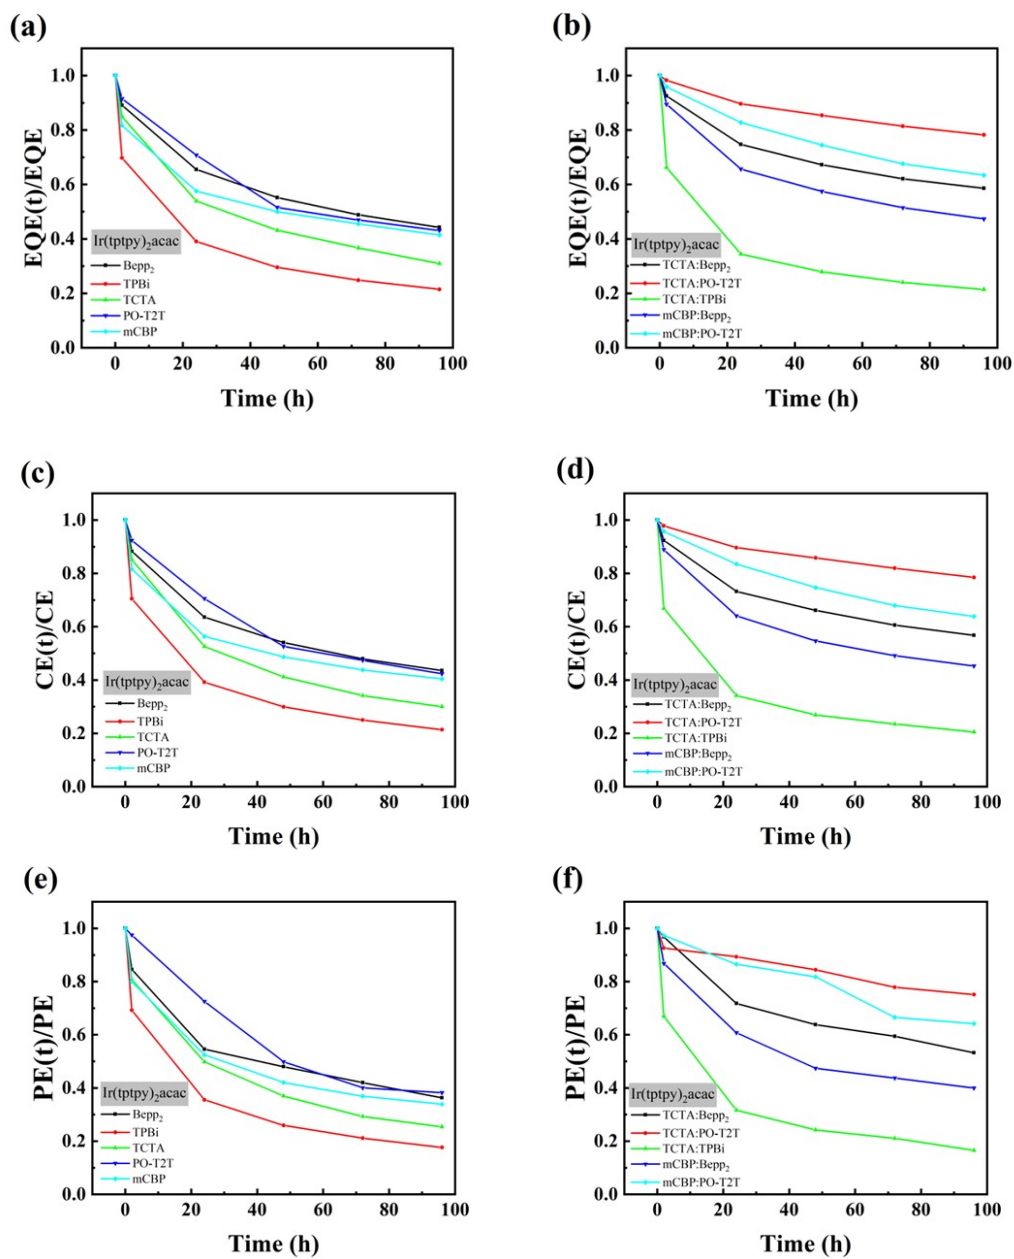 (a)
EQE(t)/EQE
1.0
0.8
0.6
0.4
0.2
0.0
Ir(tptpy)₂acac
Bepp₂
TPBi
TCTA
PO-T2T
mCBP
0 20 40 60 80 100
Time (h)
(b)
EQE(t)/EQE
1.0
0.8
0.6
0.4
0.2
0.0
Ir(tptpy)₂acac
TCTA:Bepp₂
TCTA:PO-T2T
TCTA:TPBi
mCBP:Bepp₂
mCBP:PO-T2T
0 20 40 60 80 100
Time (h)
(c)
CE(t)/CE
1.0
0.8
0.6
0.4
0.2
0.0
Ir(tptpy)₂acac
Bepp₂
TPBi
TCTA
PO-T2T
mCBP
0 20 40 60 80 100
Time (h)
(d)
CE(t)/CE
1.0
0.8
0.6
0.4
0.2
0.0
Ir(tptpy)₂acac
TCTA:Bepp₂
TCTA:PO-T2T
TCTA:TPBi
mCBP:Bepp₂
mCBP:PO-T2T
0 20 40 60 80 100
Time (h)
(e)
PE(t)/PE
1.0
0.8
0.6
0.4
0.2
0.0
Ir(tptpy)₂acac
Bepp₂
TPBi
TCTA
PO-T2T
mCBP
0 20 40 60 80 100
Time (h)
(f)
PE(t)/PE
1.0
0.8
0.6
0.4
0.2
0.0
Ir(tptpy)₂acac
TCTA:Bepp₂
TCTA:PO-T2T
TCTA:TPBi
mCBP:Bepp₂
mCBP:PO-T2T
0 20 40 60 80 100
Time (h)